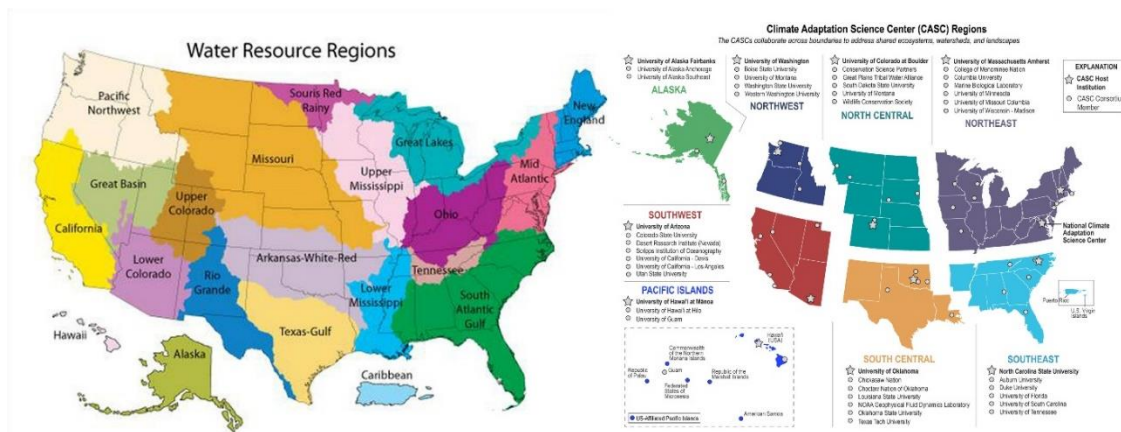 Water Resource Regions
Pacific
Northwest
Souris Red
Rainy
New
England
Great Lakes
Missouri
Upper
Mississippi
Mid
Atlantic
Great Basin
Upper
Colorado
Ohio
California
Lower
Colorado
Arkansas-White-Red
Tennessee
Rio
Grande
Lower
Mississippi
South
Atlantic
Gulf
Texas-Gulf
Hawaii
Alaska
Caribbean
Climate Adaptation Science Center (CASC) Regions
The CASCs collaborate across boundaries to address shared ecosystems, watersheds, and landscapes
University of Alaska Fairbanks
University of Alaska Anchorage
University of Alaska Southeast
ALASKA
University of Washington
Boise State University
University of Montana
Washington State University
Western Washington University
NORTHWEST
University of Colorado at Boulder
Conservation Science Partners
Great Plains Tribal Water Alliance
South Dakota State University
University of Montana
Wildlife Conservation Society
NORTH CENTRAL
University of Massachusetts Amherst
College of Menominee Nation
Columbia University
Marine Biological Laboratory
University of Minnesota
University of Missouri Columbia
University of Wisconsin - Madison
NORTHEAST
EXPLANATION
CASC Host
Institution
CASC Consortium
Member
National Climate
Adaptation
Science Center
SOUTHWEST
University of Arizona
Colorado State University
Desert Research Institute (Nevada)
Scripps Institution of Oceanography
University of California - Davis
University of California - Los Angeles
Utah State University
PACIFIC ISLANDS
University of Hawai'i at Mānoa
University of Hawai'i at Hilo
University of Guam
Hawai'i
(USA)
Commonwealth
of the Northern
Mariana Islands
Republic
of Palau
Guam
Federated
States of
Micronesia
Republic of the
Marshall Islands
American Samoa
US-Affiliated Pacific Islands
Puerto Rico
U.S. Virgin
Islands
SOUTH CENTRAL
University of Oklahoma
Chickasaw Nation
Choctaw Nation of Oklahoma
Louisiana State University
NOAA Geophysical Fluid Dynamics Laboratory
Oklahoma State University
Texas Tech University
SOUTHEAST
North Carolina State University
Auburn University
Duke University
University of Florida
University of South Carolina
University of Tennessee